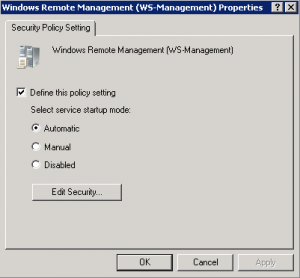 Windows Remote Management (WS-Management) Properties
Security Policy Setting
Windows Remote Management (WS-Management)
Define this policy setting
Select service startup mode:
Automatic
Manual
Disabled
Edit Security...
OK
Cancel
Apply